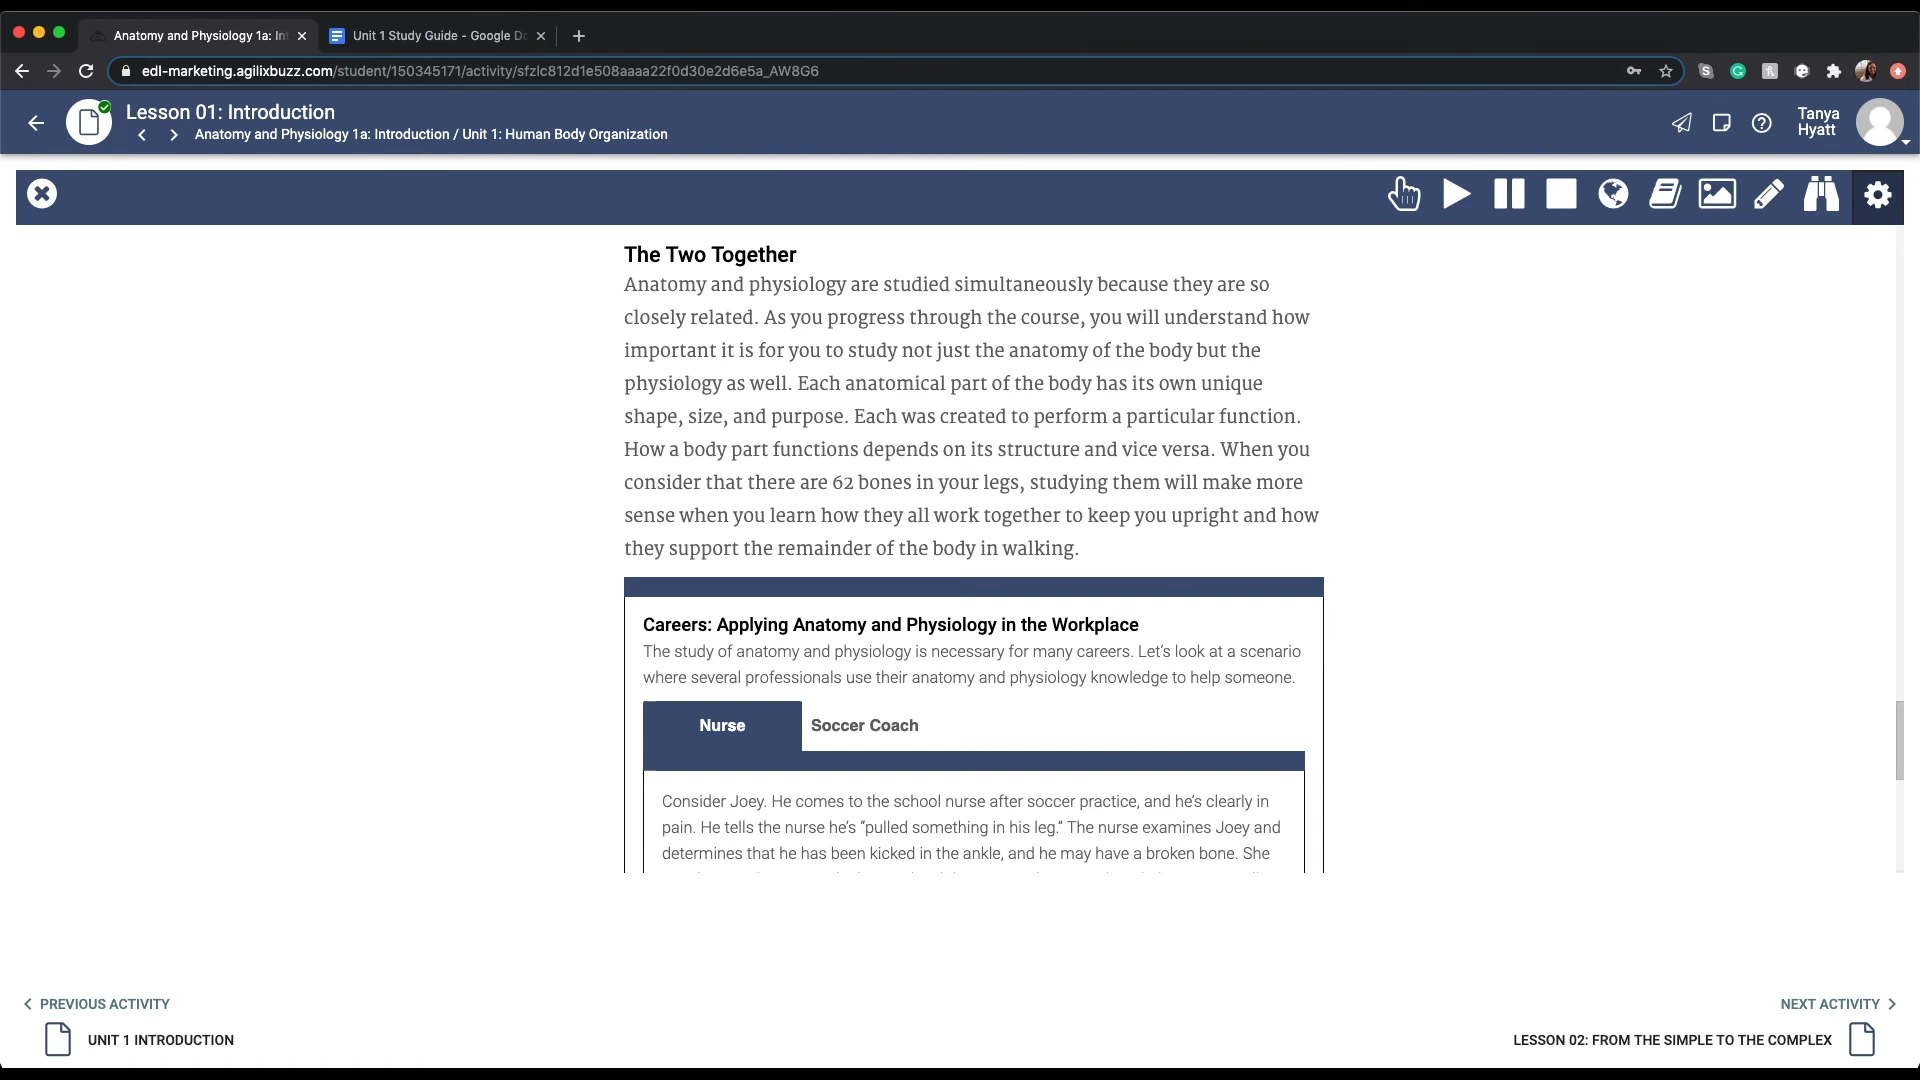 Anatomy and Physiology 1a: Int
Unit 1 Study Guide - Google Do
edl-marketing.agilixbuzz.com/student/150345171/activity/sfzlc812d1e508aaaa22f0d30e2d6e5a_AW8G6
Lesson 01: Introduction
Anatomy and Physiology 1a: Introduction / Unit 1: Human Body Organization
Tanya
Hyatt
The Two Together
Anatomy and physiology are studied simultaneously because they are so
closely related. As you progress through the course, you will understand how
important it is for you to study not just the anatomy of the body but the
physiology as well. Each anatomical part of the body has its own unique
shape, size, and purpose. Each was created to perform a particular function.
How a body part functions depends on its structure and vice versa. When you
consider that there are 62 bones in your legs, studying them will make more
sense when you learn how they all work together to keep you upright and how
they support the remainder of the body in walking.
Careers: Applying Anatomy and Physiology in the Workplace
The study of anatomy and physiology is necessary for many careers. Let’s look at a scenario
where several professionals use their anatomy and physiology knowledge to help someone.
Nurse
Soccer Coach
Consider Joey. He comes to the school nurse after soccer practice, and he’s clearly in
pain. He tells the nurse he’s “pulled something in his leg.” The nurse examines Joey and
determines that he has been kicked in the ankle, and he may have a broken bone. She
PREVIOUS ACTIVITY
UNIT 1 INTRODUCTION
NEXT ACTIVITY
LESSON 02: FROM THE SIMPLE TO THE COMPLEX